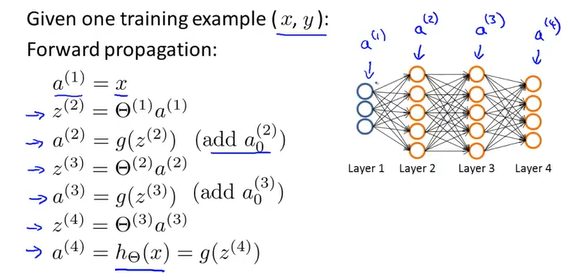 Given one training example (x, y):
Forward propagation:
a⁽¹⁾ = x
→ z⁽²⁾ = Θ⁽¹⁾a⁽¹⁾
→ a⁽²⁾ = g(z⁽²⁾) (add a₀⁽²⁾)
→ z⁽³⁾ = Θ⁽²⁾a⁽²⁾
→ a⁽³⁾ = g(z⁽³⁾) (add a₀⁽³⁾)
→ z⁽⁴⁾ = Θ⁽³⁾a⁽³⁾
→ a⁽⁴⁾ = h_Θ(x) = g(z⁽⁴⁾)
a⁽¹⁾ a⁽²⁾ a⁽³⁾ a⁽⁴⁾
Layer 1 Layer 2 Layer 3 Layer 4